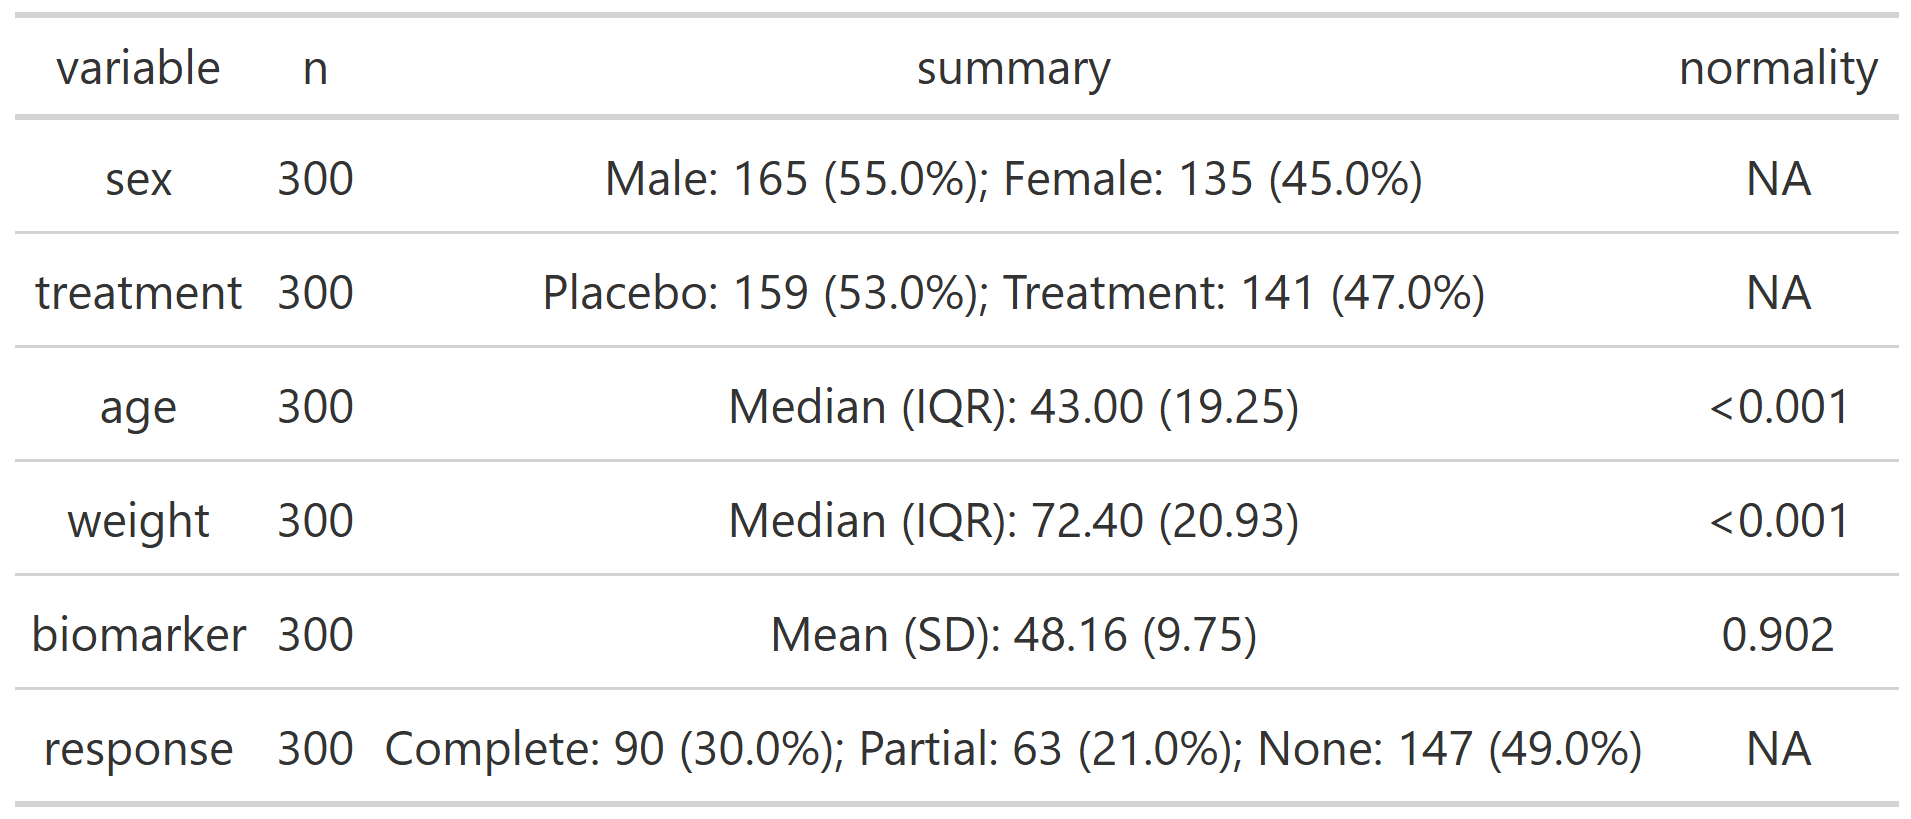 variable n summary normality
sex 300 Male: 165 (55.0%); Female: 135 (45.0%) NA
treatment 300 Placebo: 159 (53.0%); Treatment: 141 (47.0%) NA
age 300 Median (IQR): 43.00 (19.25) <0.001
weight 300 Median (IQR): 72.40 (20.93) <0.001
biomarker 300 Mean (SD): 48.16 (9.75) 0.902
response 300 Complete: 90 (30.0%); Partial: 63 (21.0%); None: 147 (49.0%) NA